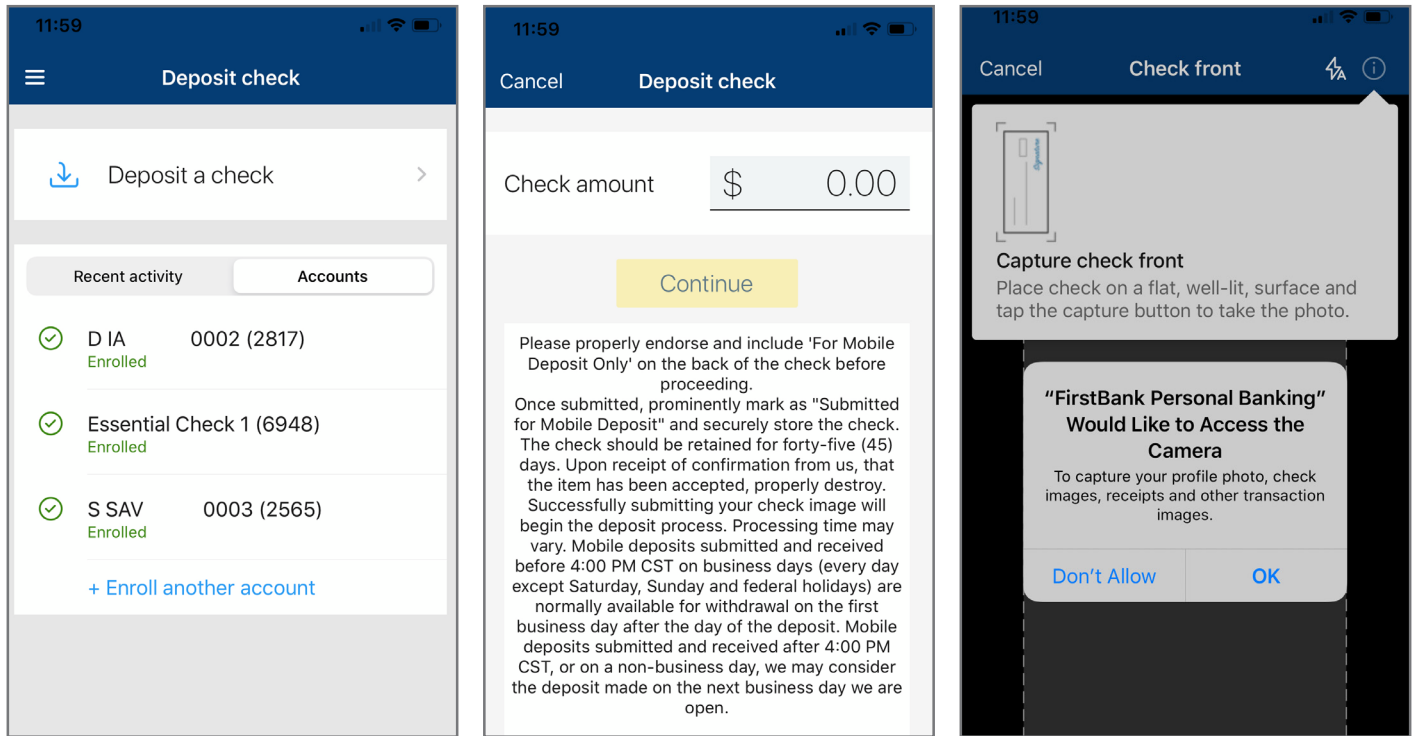 11:59
Deposit check
Deposit a check
Recent activity Accounts
D IA 0002 (2817)
Enrolled
Essential Check 1 (6948)
Enrolled
S SAV 0003 (2565)
Enrolled
+ Enroll another account
11:59
Cancel Deposit check
Check amount $ 0.00
Continue
Please properly endorse and include 'For Mobile
Deposit Only' on the back of the check before
proceeding.
Once submitted, prominently mark as "Submitted
for Mobile Deposit" and securely store the check.
The check should be retained for forty-five (45)
days. Upon receipt of confirmation from us, that
the item has been accepted, properly destroy.
Successfully submitting your check image will
begin the deposit process. Processing time may
vary. Mobile deposits submitted and received
before 4:00 PM CST on business days (every day
except Saturday, Sunday and federal holidays) are
normally available for withdrawal on the first
business day after the day of the deposit. Mobile
deposits submitted and received after 4:00 PM
CST, or on a non-business day, we may consider
the deposit made on the next business day we are
open.
11:59
Cancel Check front
Signature
Capture check front
Place check on a flat, well-lit, surface and
tap the capture button to take the photo.
“FirstBank Personal Banking”
Would Like to Access the
Camera
To capture your profile photo, check
images, receipts and other transaction
images.
Don’t Allow OK